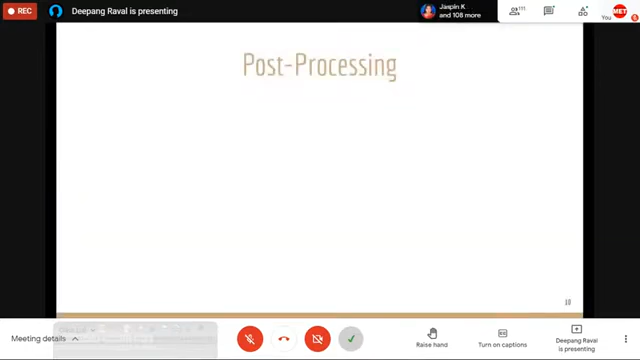 REC
Deepang Raval is presenting
Jasplin K
and 108 more
111
You
MET
Post-Processing
10
Meeting details
Raise hand
Turn on captions
Deepang Raval
is presenting